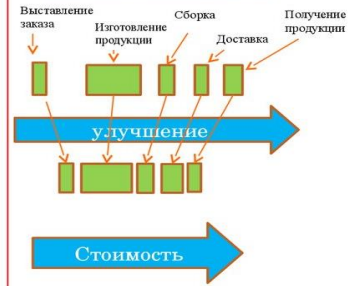 Выставление
заказа
Изготовление
продукции
Сборка
Доставка
Получение
продукции
улучшение
Стоимость